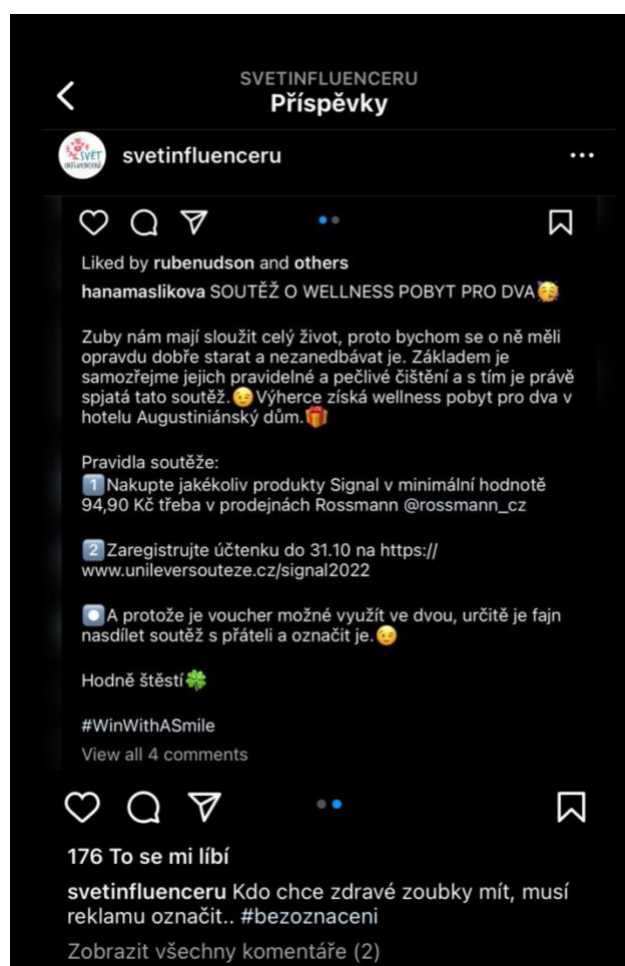 SVETINFLUENCERU
Příspěvky
SVĚT
INFLUENCERŮ
svetinfluenceru
Liked by rubenudson and others
hanamaslikova SOUTĚŽ O WELLNESS POBYT PRO DVA🥳
Zuby nám mají sloužit celý život, proto bychom se o ně měli
opravdu dobře starat a nezanedbávat je. Základem je
samozřejme jejich pravidelné a pečlivé čištění a s tím je právě
spjatá tato soutěž.😉Výherce získá wellness pobyt pro dva v
hotelu Augustiniánský dům.🎁
Pravidla soutěže:
1️⃣Nakupte jakékoliv produkty Signal v minimální hodnotě
94,90 Kč třeba v prodejnách Rossmann @rossmann_cz
2️⃣Zaregistrujte účtenku do 31.10 na https://
www.unileversouteze.cz/signal2022
⏺️A protože je voucher možné využít ve dvou, určitě je fajn
nasdílet soutěž s přáteli a označit je.😉
Hodně štěstí🍀
#WinWithASmile
View all 4 comments
176 To se mi líbí
svetinfluenceru Kdo chce zdravé zoubky mít, musí
reklamu označit.. #bezoznaceni
Zobrazit všechny komentáře (2)